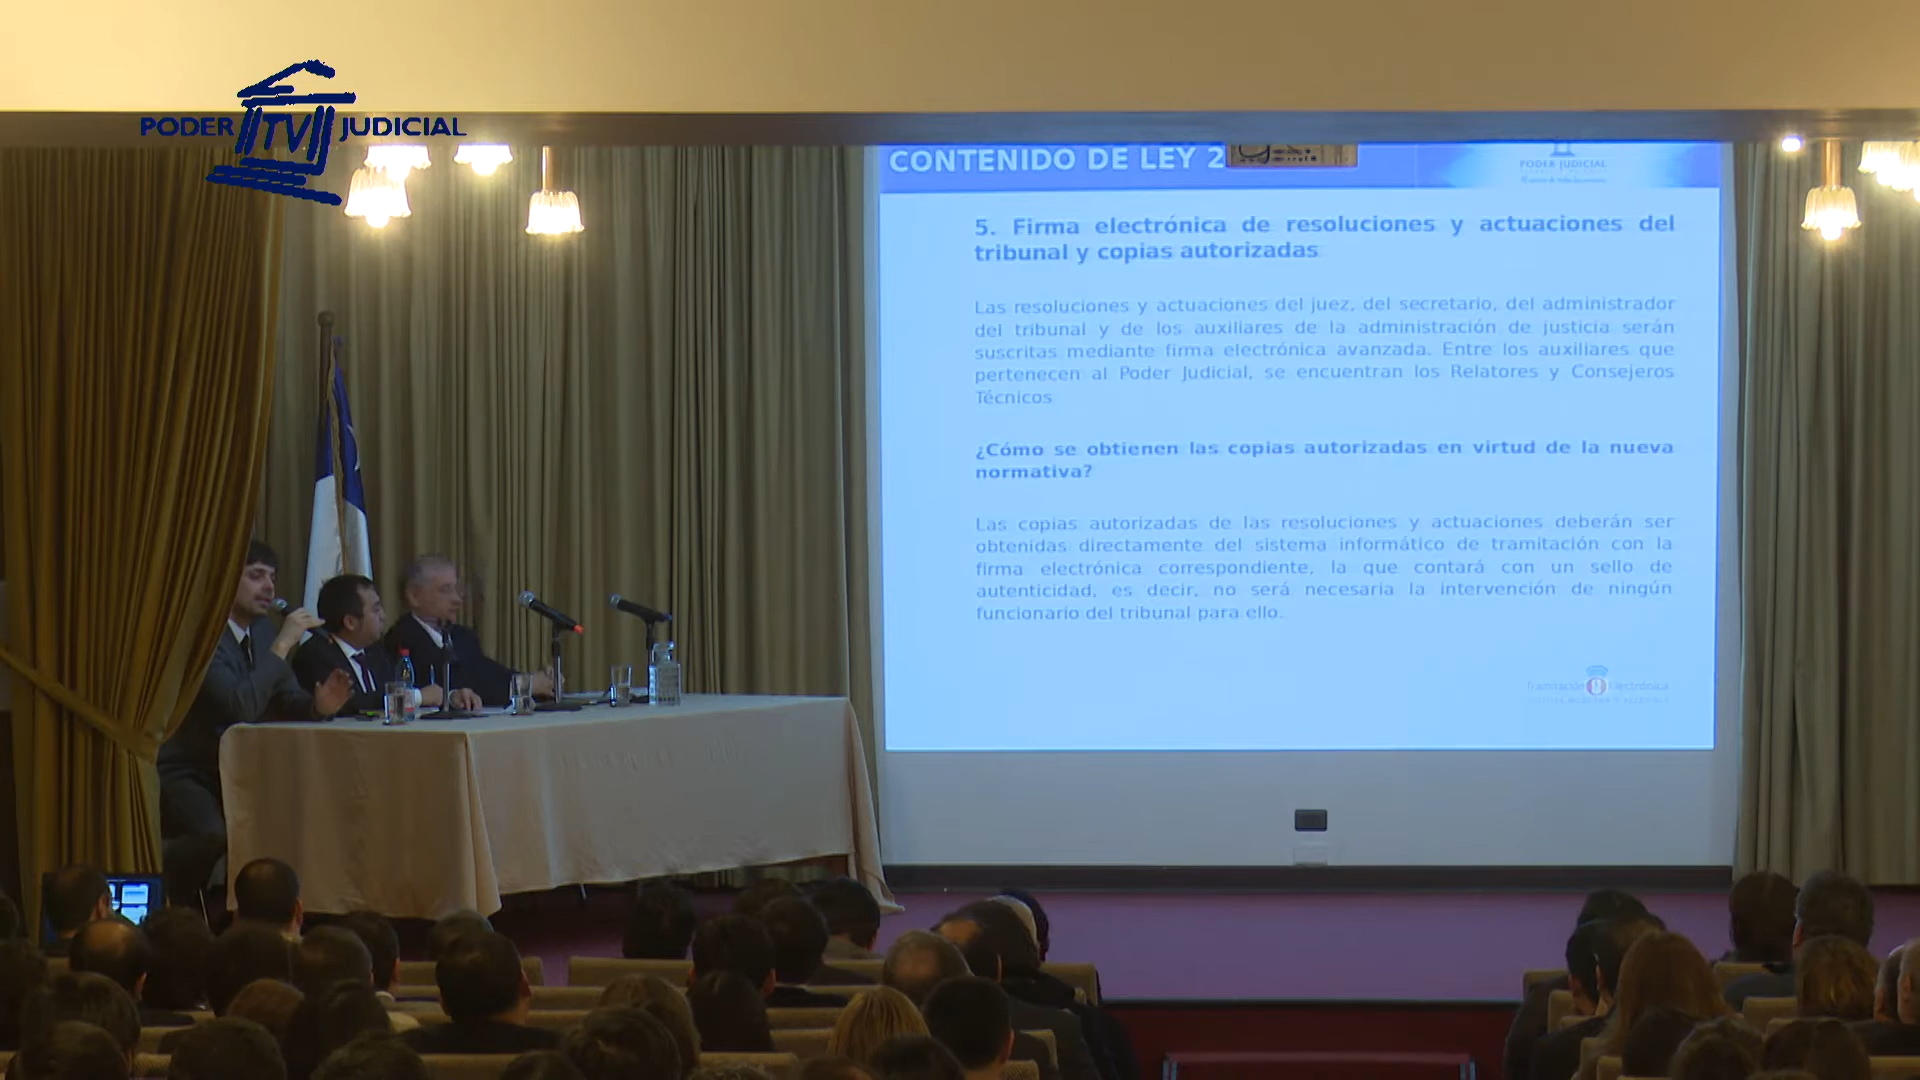 PODER TV JUDICIAL
CONTENIDO DE LEY 2
PODER JUDICIAL
5. Firma electrónica de resoluciones y actuaciones del
tribunal y copias autorizadas
Las resoluciones y actuaciones del juez, del secretario, del administrador
del tribunal y de los auxiliares de la administración de justicia serán
suscritas mediante firma electrónica avanzada. Entre los auxiliares que
pertenecen al Poder Judicial, se encuentran los Relatores y Consejeros
Técnicos
¿Cómo se obtienen las copias autorizadas en virtud de la nueva
normativa?
Las copias autorizadas de las resoluciones y actuaciones deberán ser
obtenidas directamente del sistema informático de tramitación con la
firma electrónica correspondiente, la que contará con un sello de
autenticidad, es decir, no será necesaria la intervención de ningún
funcionario del tribunal para ello.
Tramitación Electrónica